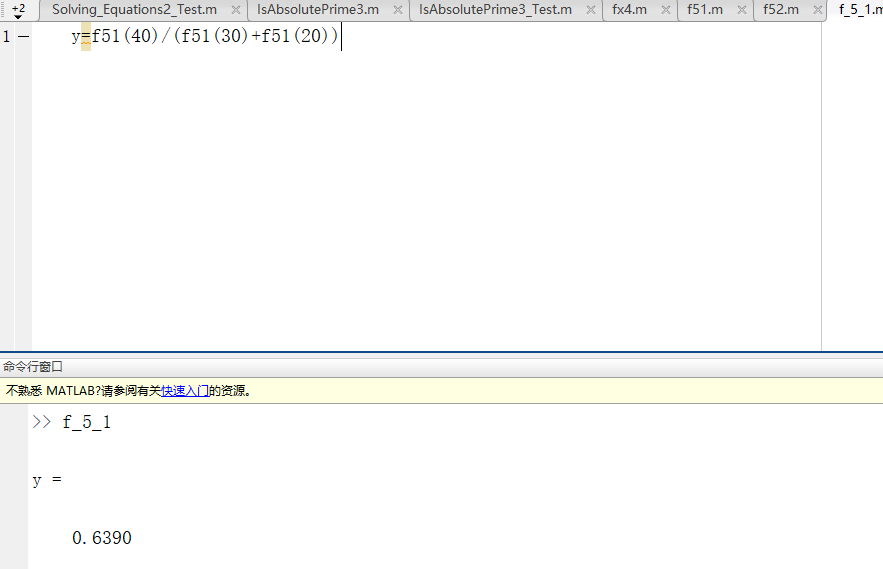 +2 Solving_Equations2_Test.m IsAbsolutePrime3.m IsAbsolutePrime3_Test.m fx4.m f51.m f52.m f_5_1.m
1 y=f51(40)/(f51(30)+f51(20))
命令行窗口
不熟悉 MATLAB?请参阅有关快速入门的资源。
>> f_5_1
y =
0.6390